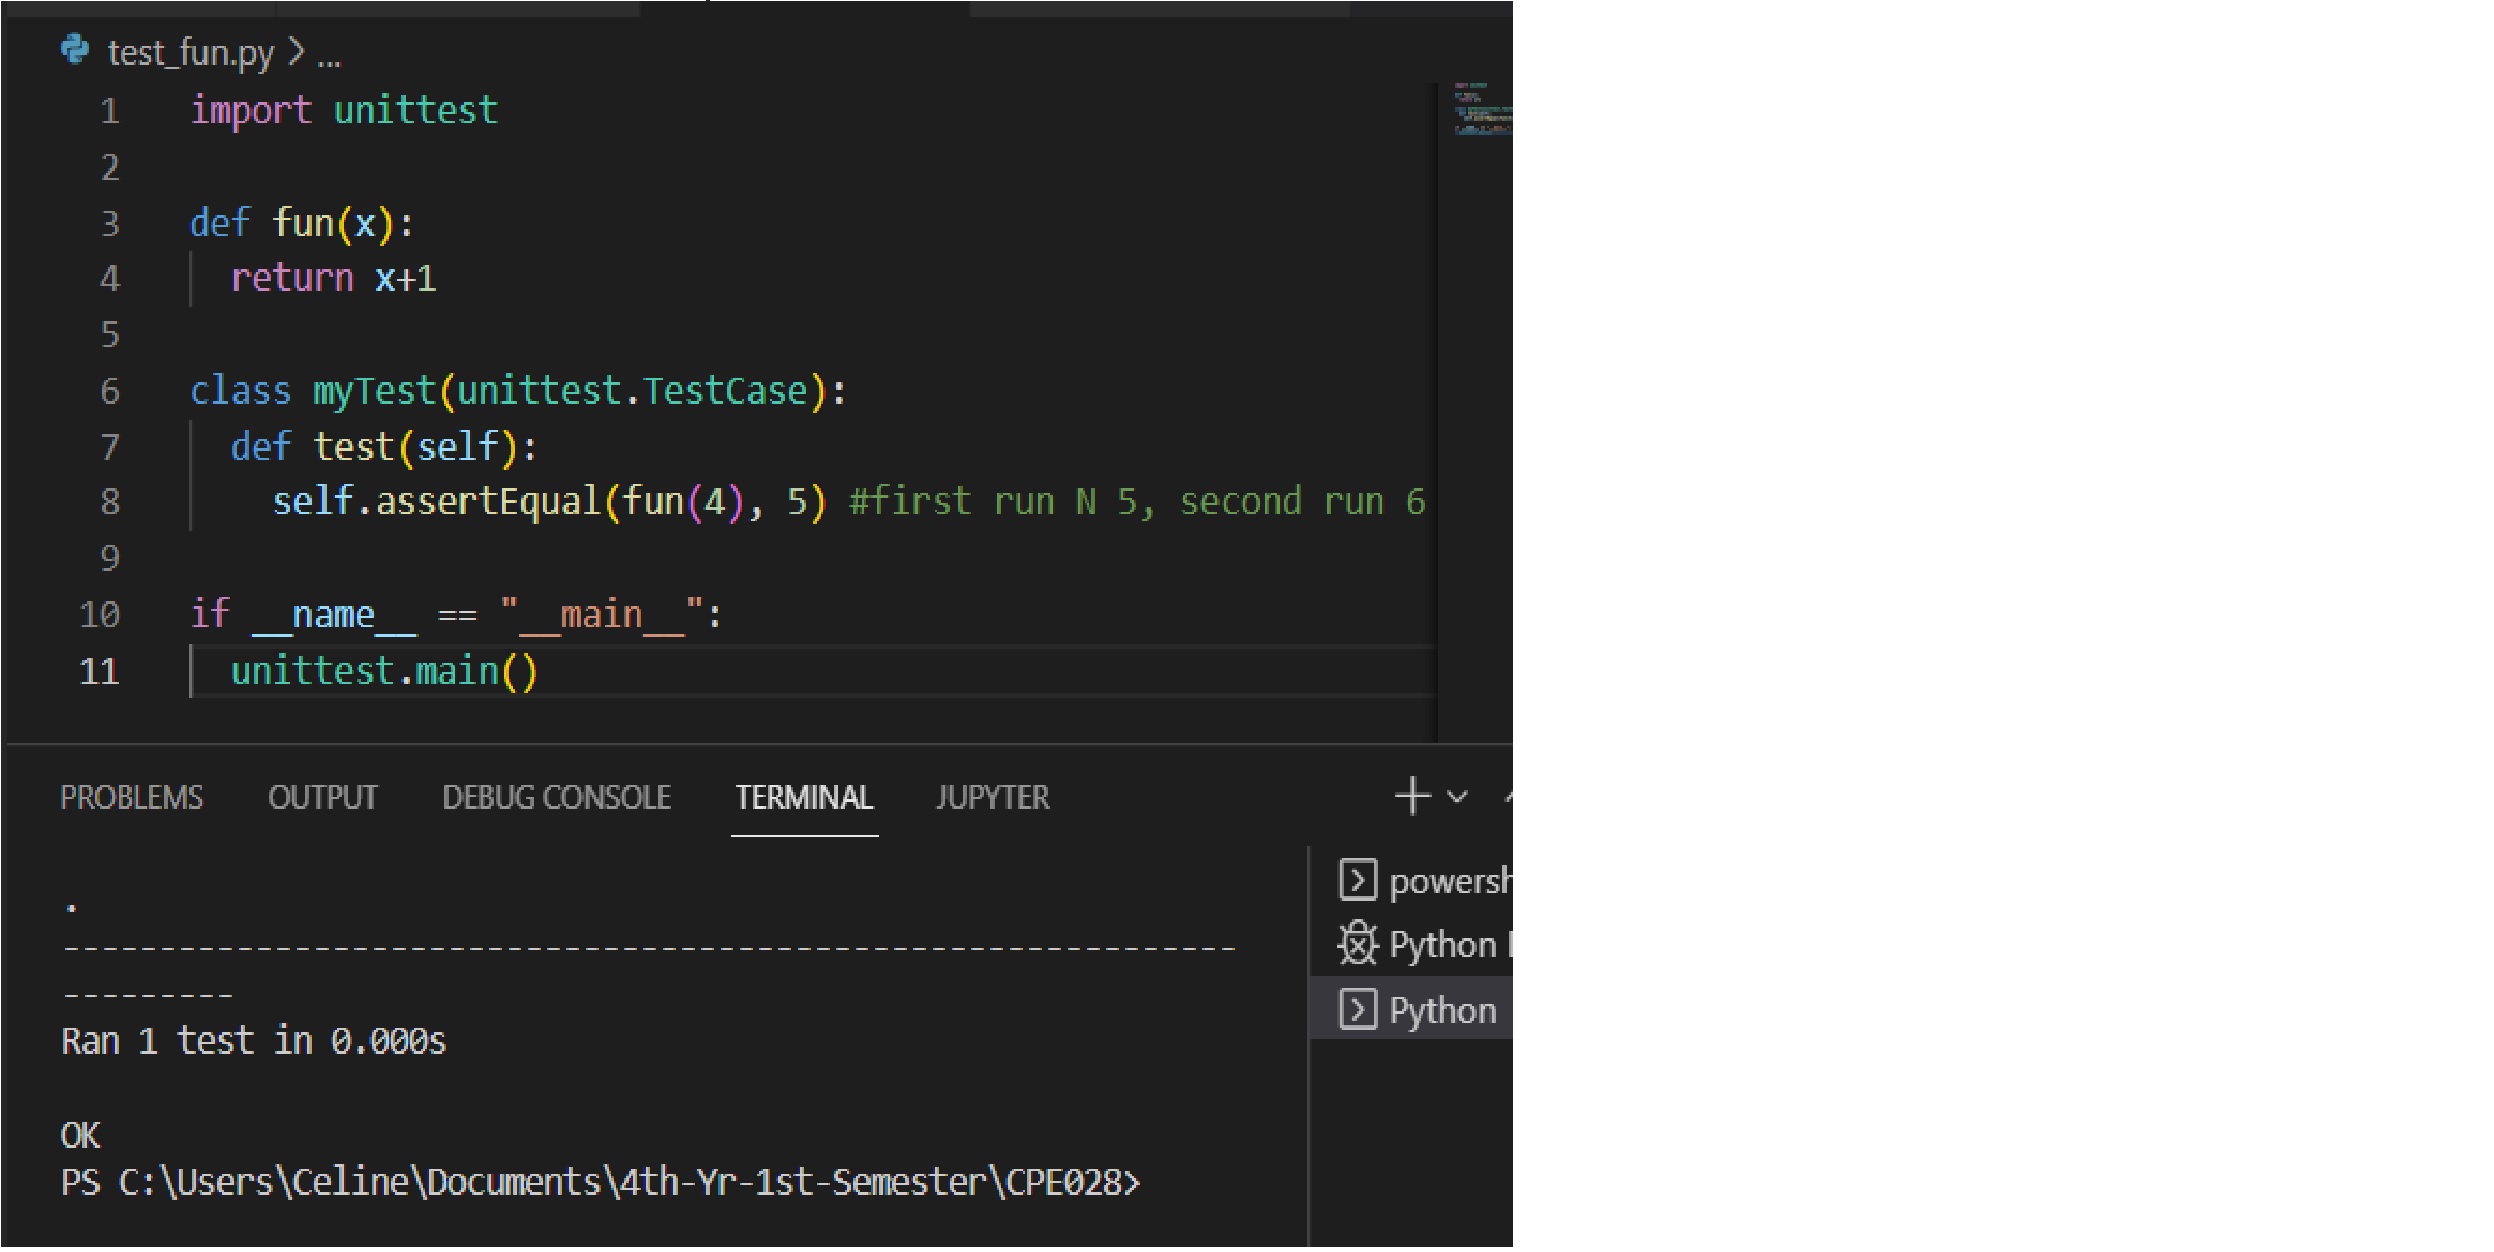 test_fun.py > ...
1 import unittest
2
3 def fun(x):
4   return x+1
5
6 class myTest(unittest.TestCase):
7   def test(self):
8     self.assertEqual(fun(4), 5) #first run N 5, second run 6
9
10 if __name__ == "__main__":
11   unittest.main()
PROBLEMS OUTPUT DEBUG CONSOLE TERMINAL JUPYTER
.
-------------------------------------------------------------
---------
Ran 1 test in 0.000s
OK
PS C:\Users\Celine\Documents\4th-Yr-1st-Semester\CPE028>
powersh
Python
Python